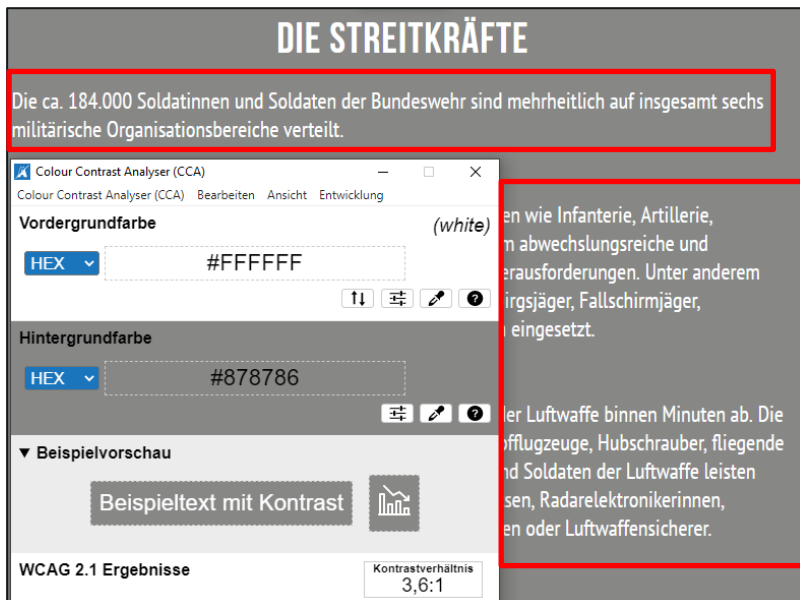 DIE STREITKRÄFTE
Die ca. 184.000 Soldatinnen und Soldaten der Bundeswehr sind mehrheitlich auf insgesamt sechs
militärische Organisationsbereiche verteilt.
Colour Contrast Analyser (CCA)
Colour Contrast Analyser (CCA) Bearbeiten Ansicht Entwicklung
Vordergrundfarbe (white)
HEX #FFFFFF
Hintergrundfarbe
HEX #878786
▼ Beispielvorschau
Beispieltext mit Kontrast
WCAG 2.1 Ergebnisse
Kontrastverhältnis
3,6:1
en wie Infanterie, Artillerie,
m abwechslungsreiche und
erausforderungen. Unter anderem
irgsjäger, Fallschirmjäger,
eingesetzt.
der Luftwaffe binnen Minuten ab. Die
offlugzeuge, Hubschrauber, fliegende
nd Soldaten der Luftwaffe leisten
sen, Radarelektronikerinnen,
en oder Luftwaffensicherer.